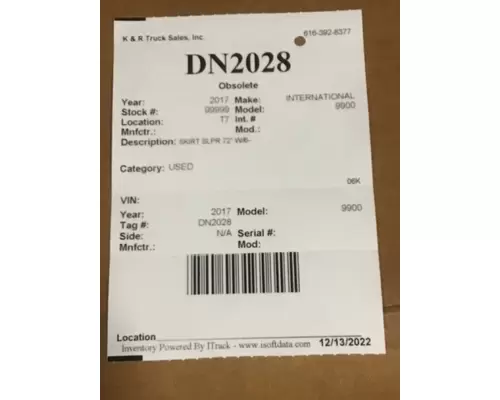 K & R Truck Sales, Inc. 616-392-8377
DN2028
Obsolete
Year: 2017 Make: INTERNATIONAL
Stock #: 99999 Model: 9900
Location: T7 Int. #
Mnfctr.: Mod.:
Description: SKIRT SLPR 72"
Category: USED
06K
VIN:
Year: 2017 Model: 9900
Tag #: DN2028
Side: N/A Serial #:
Mnfctr.: Mod:
Location
Inventory Powered By ITrack - www.isoftdata.com 12/13/2022